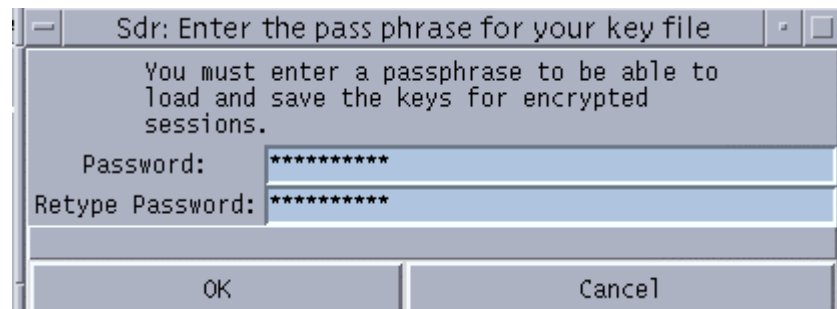 Sdr: Enter the pass phrase for your key file
You must enter a passphrase to be able to
load and save the keys for encrypted
sessions.
Password: **********
Retype Password: **********
OK Cancel